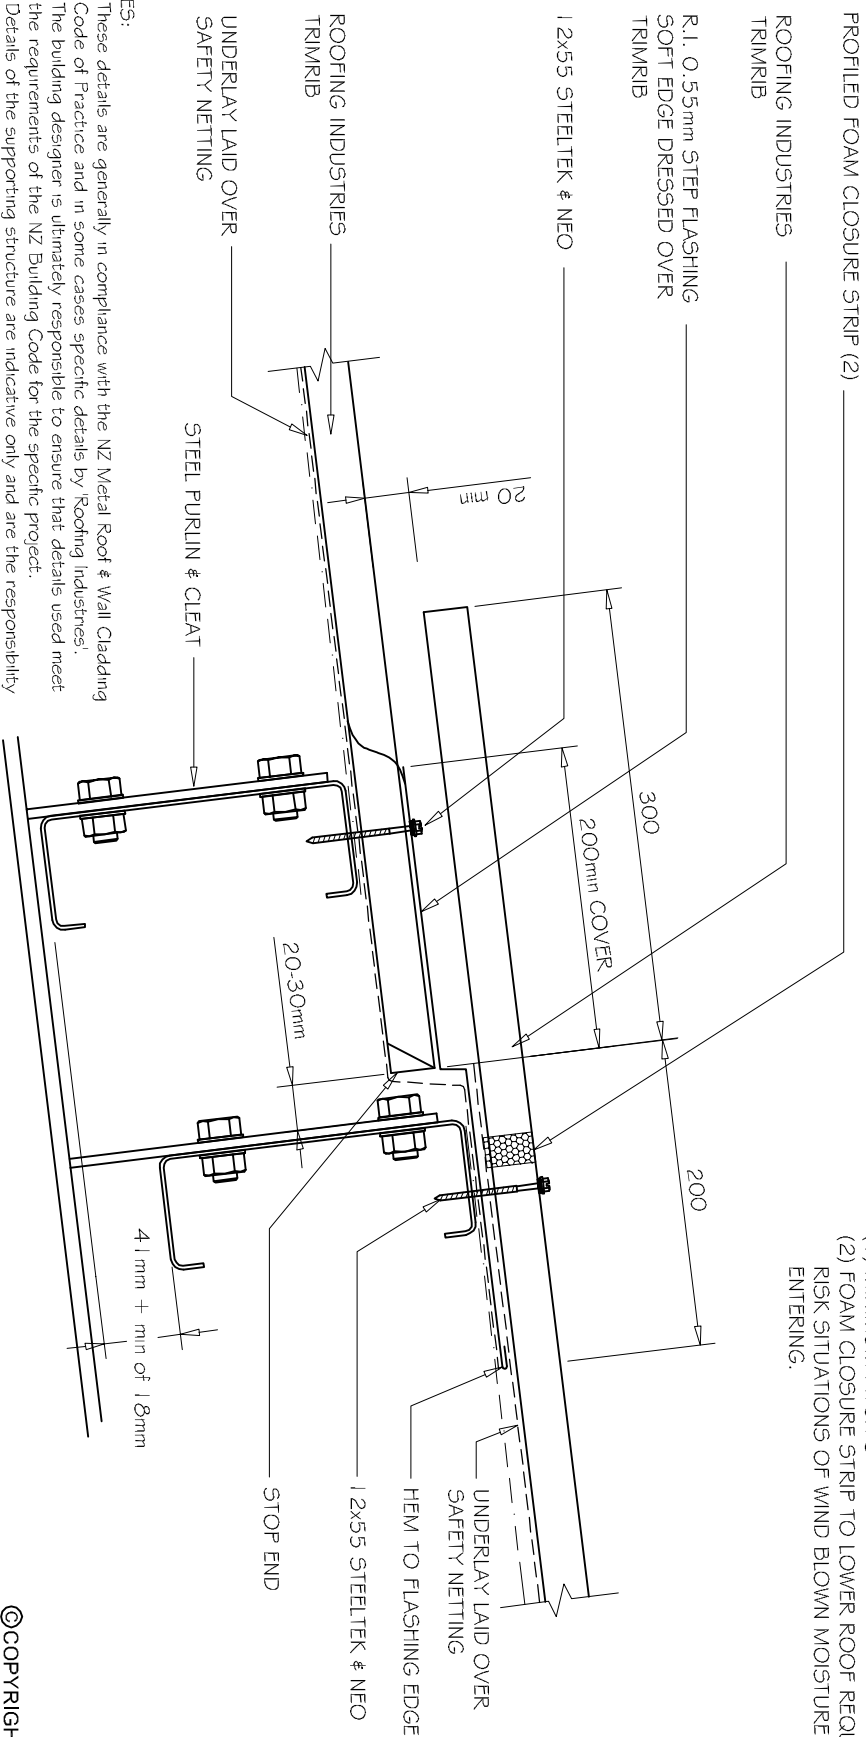 PROFILED FOAM CLOSURE STRIP (2)
ROOFING INDUSTRIES
TRIMRIB
R.I. 0.55mm STEP FLASHING
SOFT EDGE DRESSED OVER
TRIMRIB
12x55 STEELTEK & NEO
ROOFING INDUSTRIES
TRIMRIB
UNDERLAY LAID OVER
SAFETY NETTING
(2) FOAM CLOSURE STRIP TO LOWER ROOF
RISK SITUATIONS OF WIND BLOWN MOISTURE
ENTERING.
20 min
300
200min COVER
200
20-30mm
41mm + min of 18mm
STEEL PURLIN & CLEAT
UNDERLAY LAID OVER
SAFETY NETTING
HEM TO FLASHING EDGE
12x55 STEELTEK & NEO
STOP END
ES:
These details are generally in compliance with the NZ Metal Roof & Wall Cladding
Code of Practice and in some cases specific details by 'Roofing Industries'.
The building designer is ultimately responsible to ensure that details used meet
the requirements of the NZ Building Code for the specific project.
Details of the supporting structure are indicative only and are the responsibility
©COPYRIGH